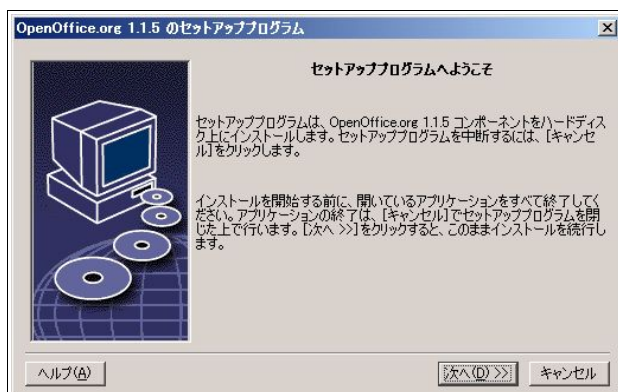 OpenOffice.org 1.1.5 のセットアッププログラム
セットアッププログラムへようこそ
セットアッププログラムは、OpenOffice.org 1.1.5 コンポーネントをハードディス
ク上にインストールします。セットアッププログラムを中断するには、[キャンセ
ル]をクリックします。
インストールを開始する前に、開いているアプリケーションをすべて終了してく
ださい。アプリケーションの終了は、[キャンセル]でセットアッププログラムを閉
じた上で行います。[次へ >>]をクリックすると、このままインストールを続行し
ます。
ヘルプ(A)
次へ(D) >>
キャンセル